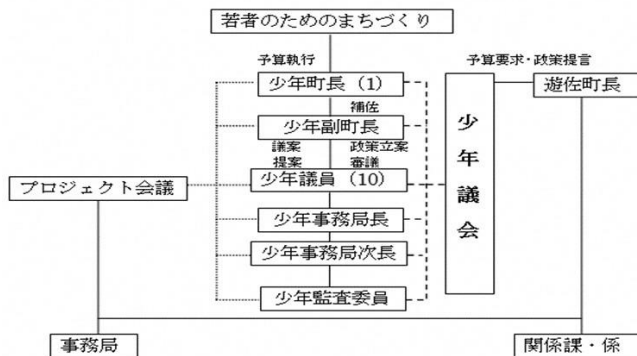 若者のためのまちづくり
予算執行
予算要求・政策提言
少年町長（1）
遊佐町長
補佐
少年副町長
議案
提案
政策立案
審議
少年議員（10）
プロジェクト会議
少年議会
少年事務局長
少年事務局次長
少年監査委員
事務局
関係課・係